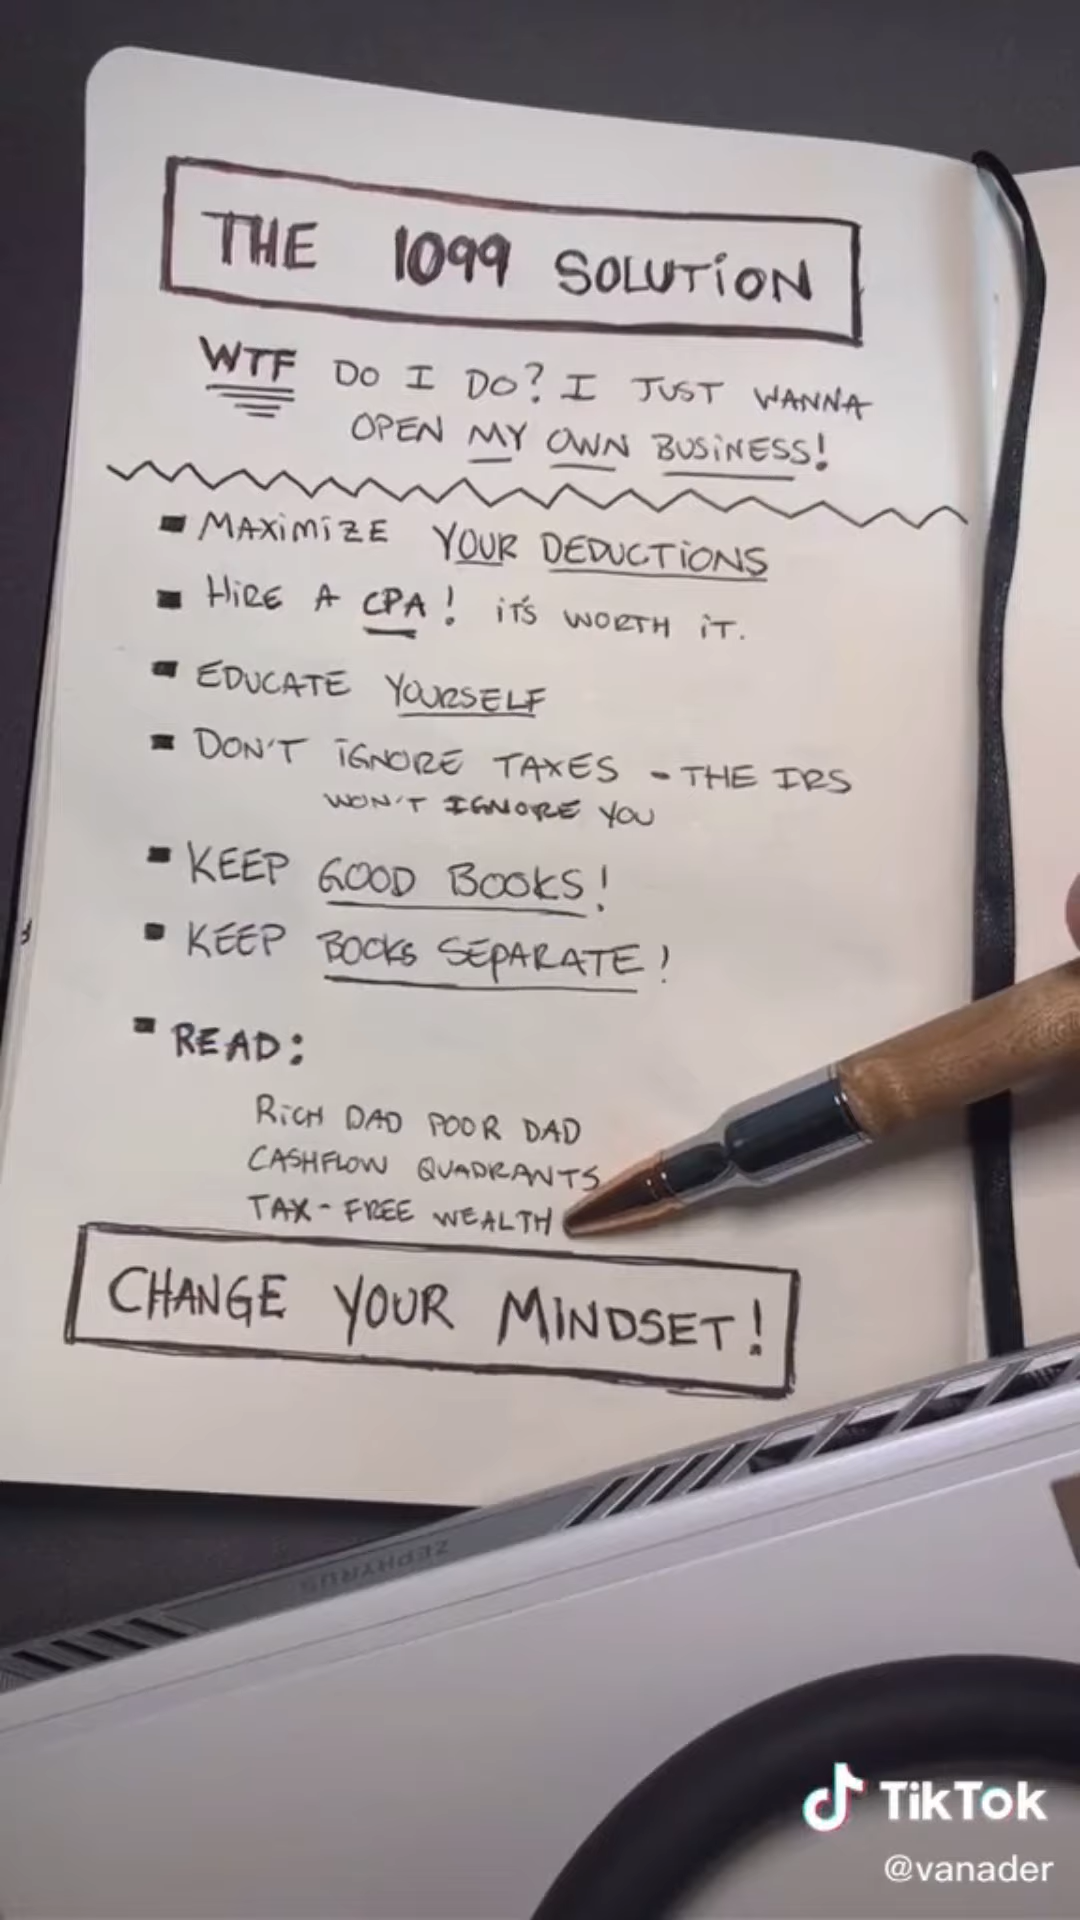 THE 1099 SOLUTION
WTF DO I DO? I JUST WANNA
OPEN MY OWN BUSINESS!
MAXIMIZE YOUR DEDUCTIONS
HIRE A CPA! IT'S WORTH IT.
EDUCATE YOURSELF
DON'T IGNORE TAXES - THE IRS
WON'T IGNORE YOU
KEEP GOOD BOOKS!
KEEP BOOKS SEPARATE!
READ:
RICH DAD POOR DAD
CASHFLOW QUADRANTS
TAX-FREE WEALTH
CHANGE YOUR MINDSET!
ZEPHYRUS
TikTok
@vanader